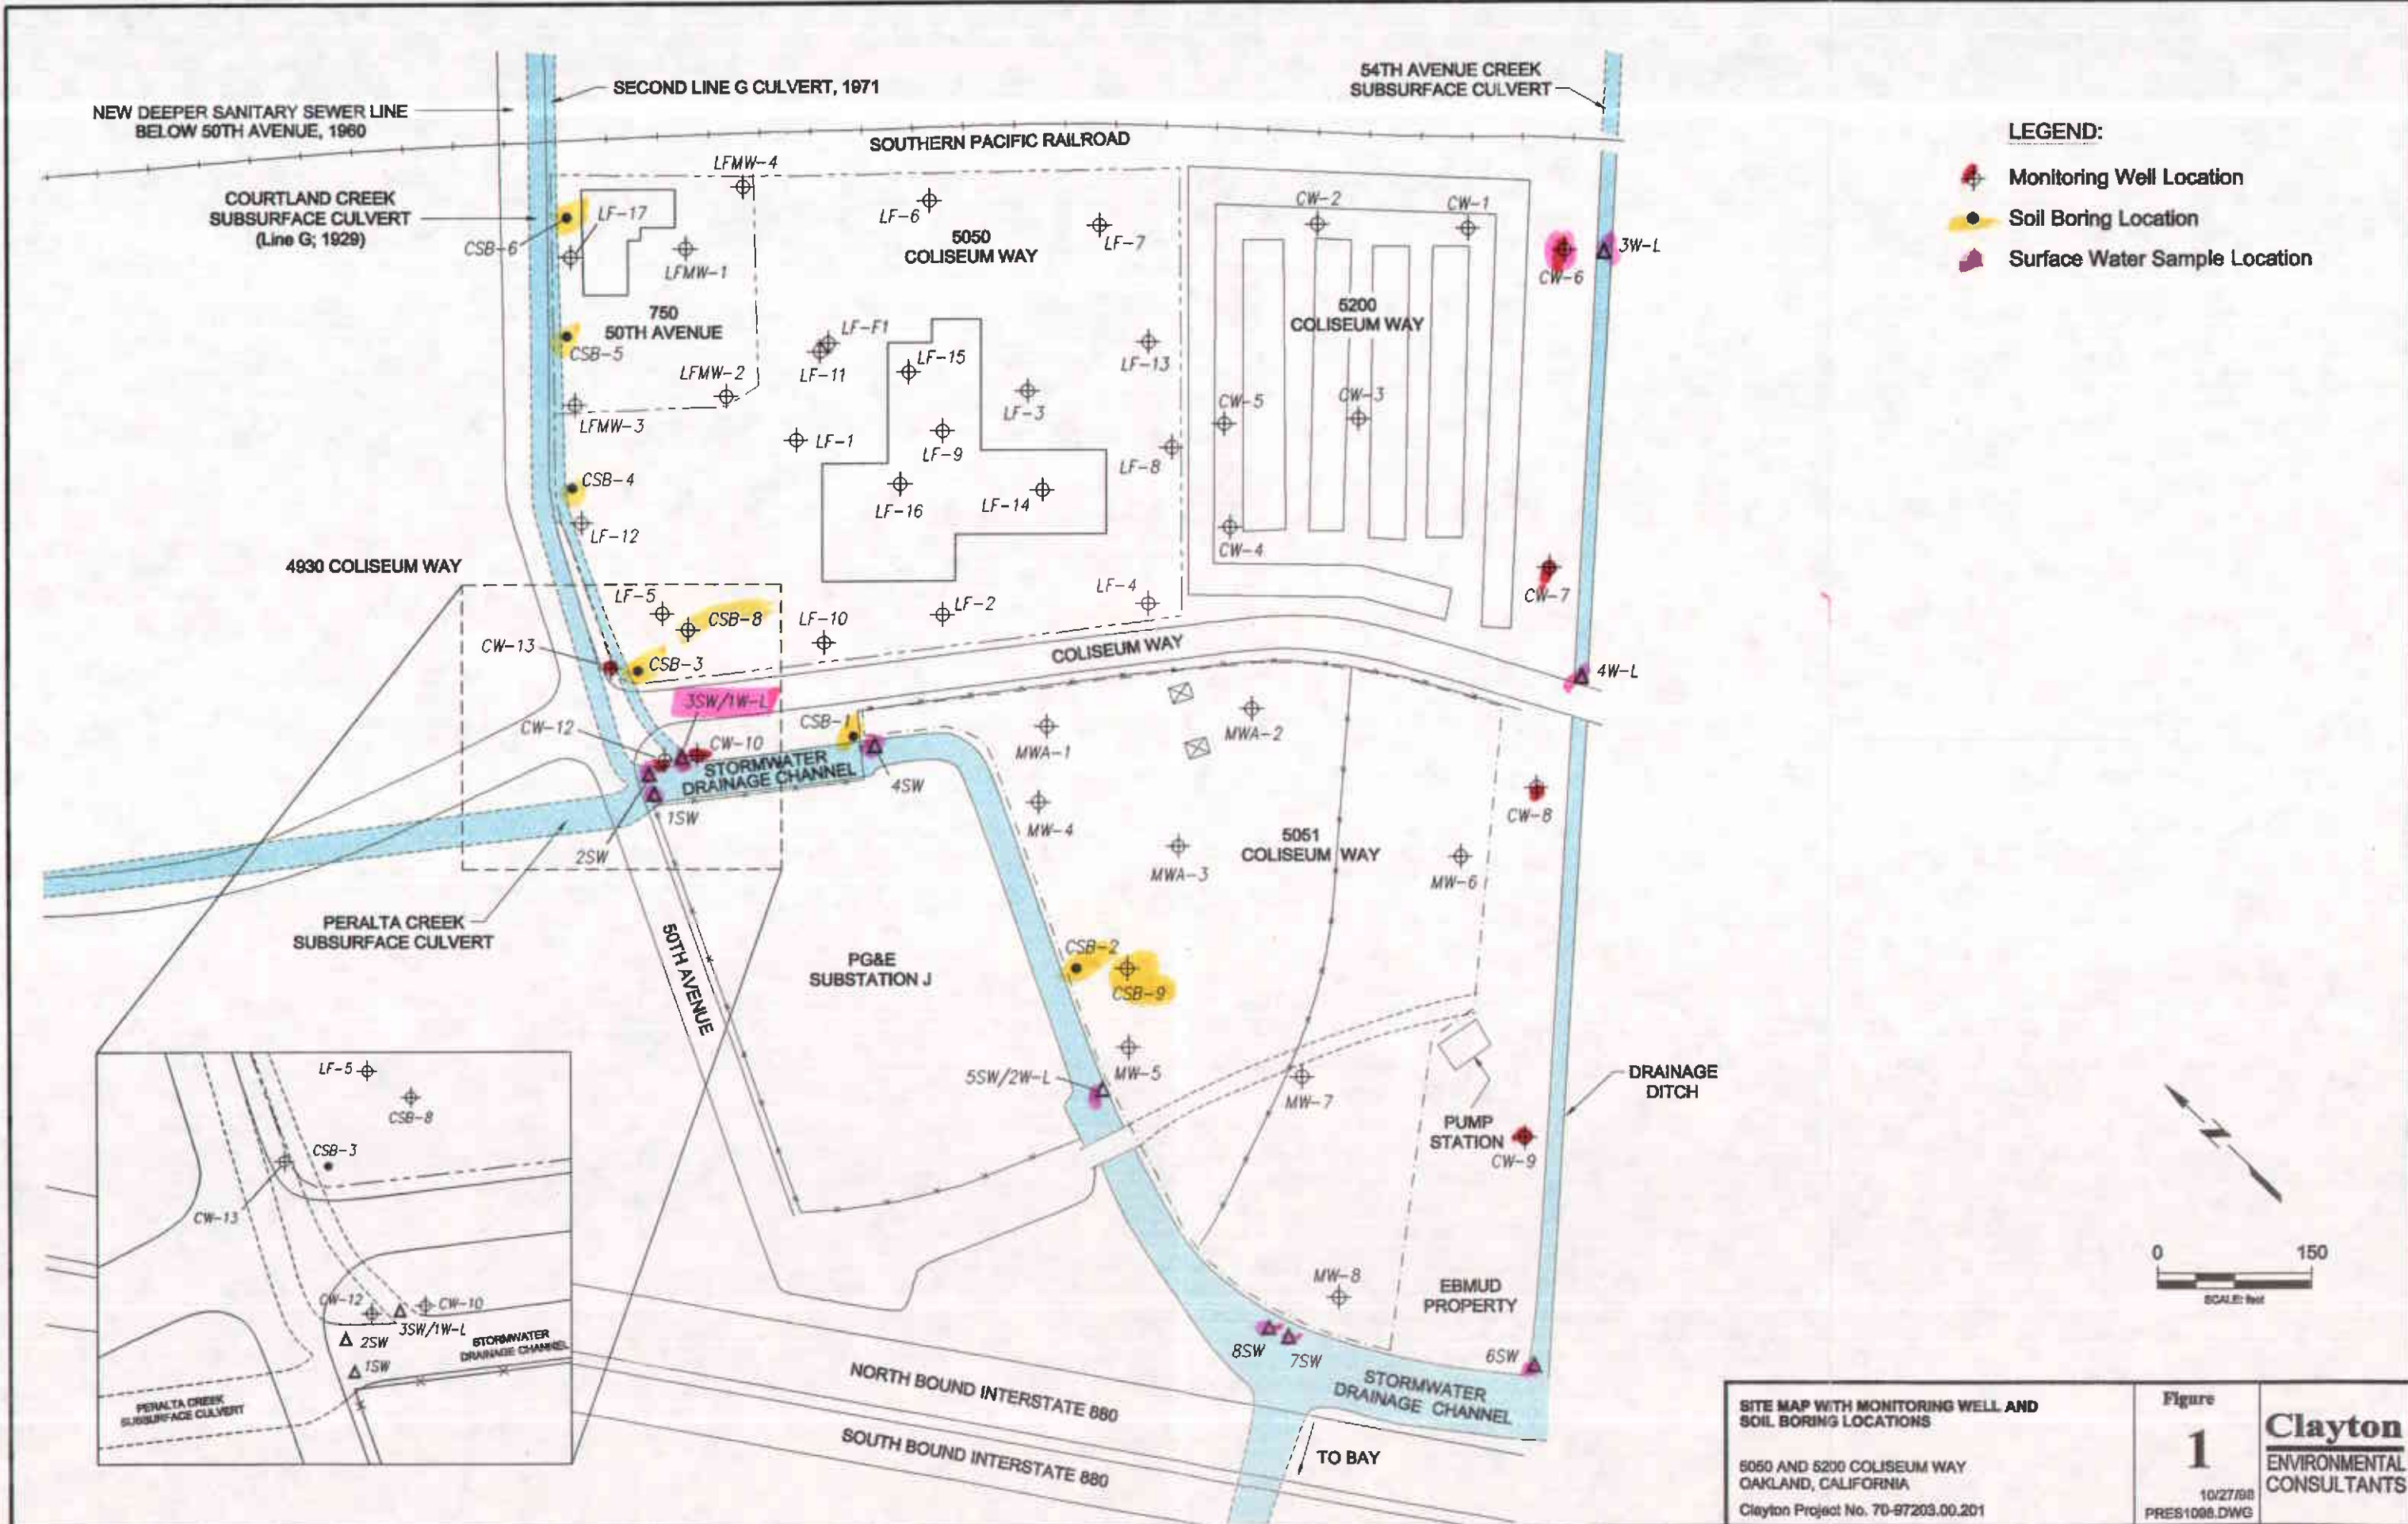 SECOND LINE G CULVERT, 1971
54TH AVENUE CREEK
SUBSURFACE CULVERT
NEW DEEPER SANITARY SEWER LINE
BELOW 50TH AVENUE, 1960
SOUTHERN PACIFIC RAILROAD
LEGEND:
Monitoring Well Location
Soil Boring Location
Surface Water Sample Location
COURTLAND CREEK
SUBSURFACE CULVERT
(Line G; 1929)
LFMW-4
LF-17
CSB-6
LFMW-1
LF-6
5050
COLISEUM WAY
LF-7
CW-2
CW-1
CW-6
3W-L
750
50TH AVENUE
CSB-5
LFMW-2
LFMW-3
LF-F1
LF-11
LF-15
LF-3
LF-13
5200
COLISEUM WAY
CW-5
CW-3
LF-1
LF-9
LF-8
CSB-4
LF-16
LF-14
LF-12
CW-4
4930 COLISEUM WAY
LF-5
CSB-8
LF-10
LF-2
LF-4
CW-7
CW-13
CSB-3
COLISEUM WAY
4W-L
3SW/1W-L
CW-12
CSB-1
CW-10
STORMWATER
DRAINAGE CHANNEL
4SW
1SW
2SW
MWA-1
MWA-2
MW-4
MWA-3
5051
COLISEUM WAY
CW-8
MW-6
PERALTA CREEK
SUBSURFACE CULVERT
50TH AVENUE
PG&E
SUBSTATION J
CSB-2
CSB-9
5SW/2W-L
MW-5
MW-7
PUMP
STATION
CW-9
DRAINAGE
DITCH
LF-5
CSB-8
CSB-3
CW-13
CW-12
CW-10
3SW/1W-L
2SW
STORMWATER
DRAINAGE CHANNEL
1SW
PERALTA CREEK
SUBSURFACE CULVERT
N
0 150
SCALE: feet
MW-8
EBMUD
PROPERTY
8SW
7SW
6SW
STORMWATER
DRAINAGE CHANNEL
NORTH BOUND INTERSTATE 880
SOUTH BOUND INTERSTATE 880
TO BAY
SITE MAP WITH MONITORING WELL AND
SOIL BORING LOCATIONS
5050 AND 5200 COLISEUM WAY
OAKLAND, CALIFORNIA
Clayton Project No. 70-97203.00.201
Figure
1
10/27/98
PRES1098.DWG
Clayton
ENVIRONMENTAL
CONSULTANTS